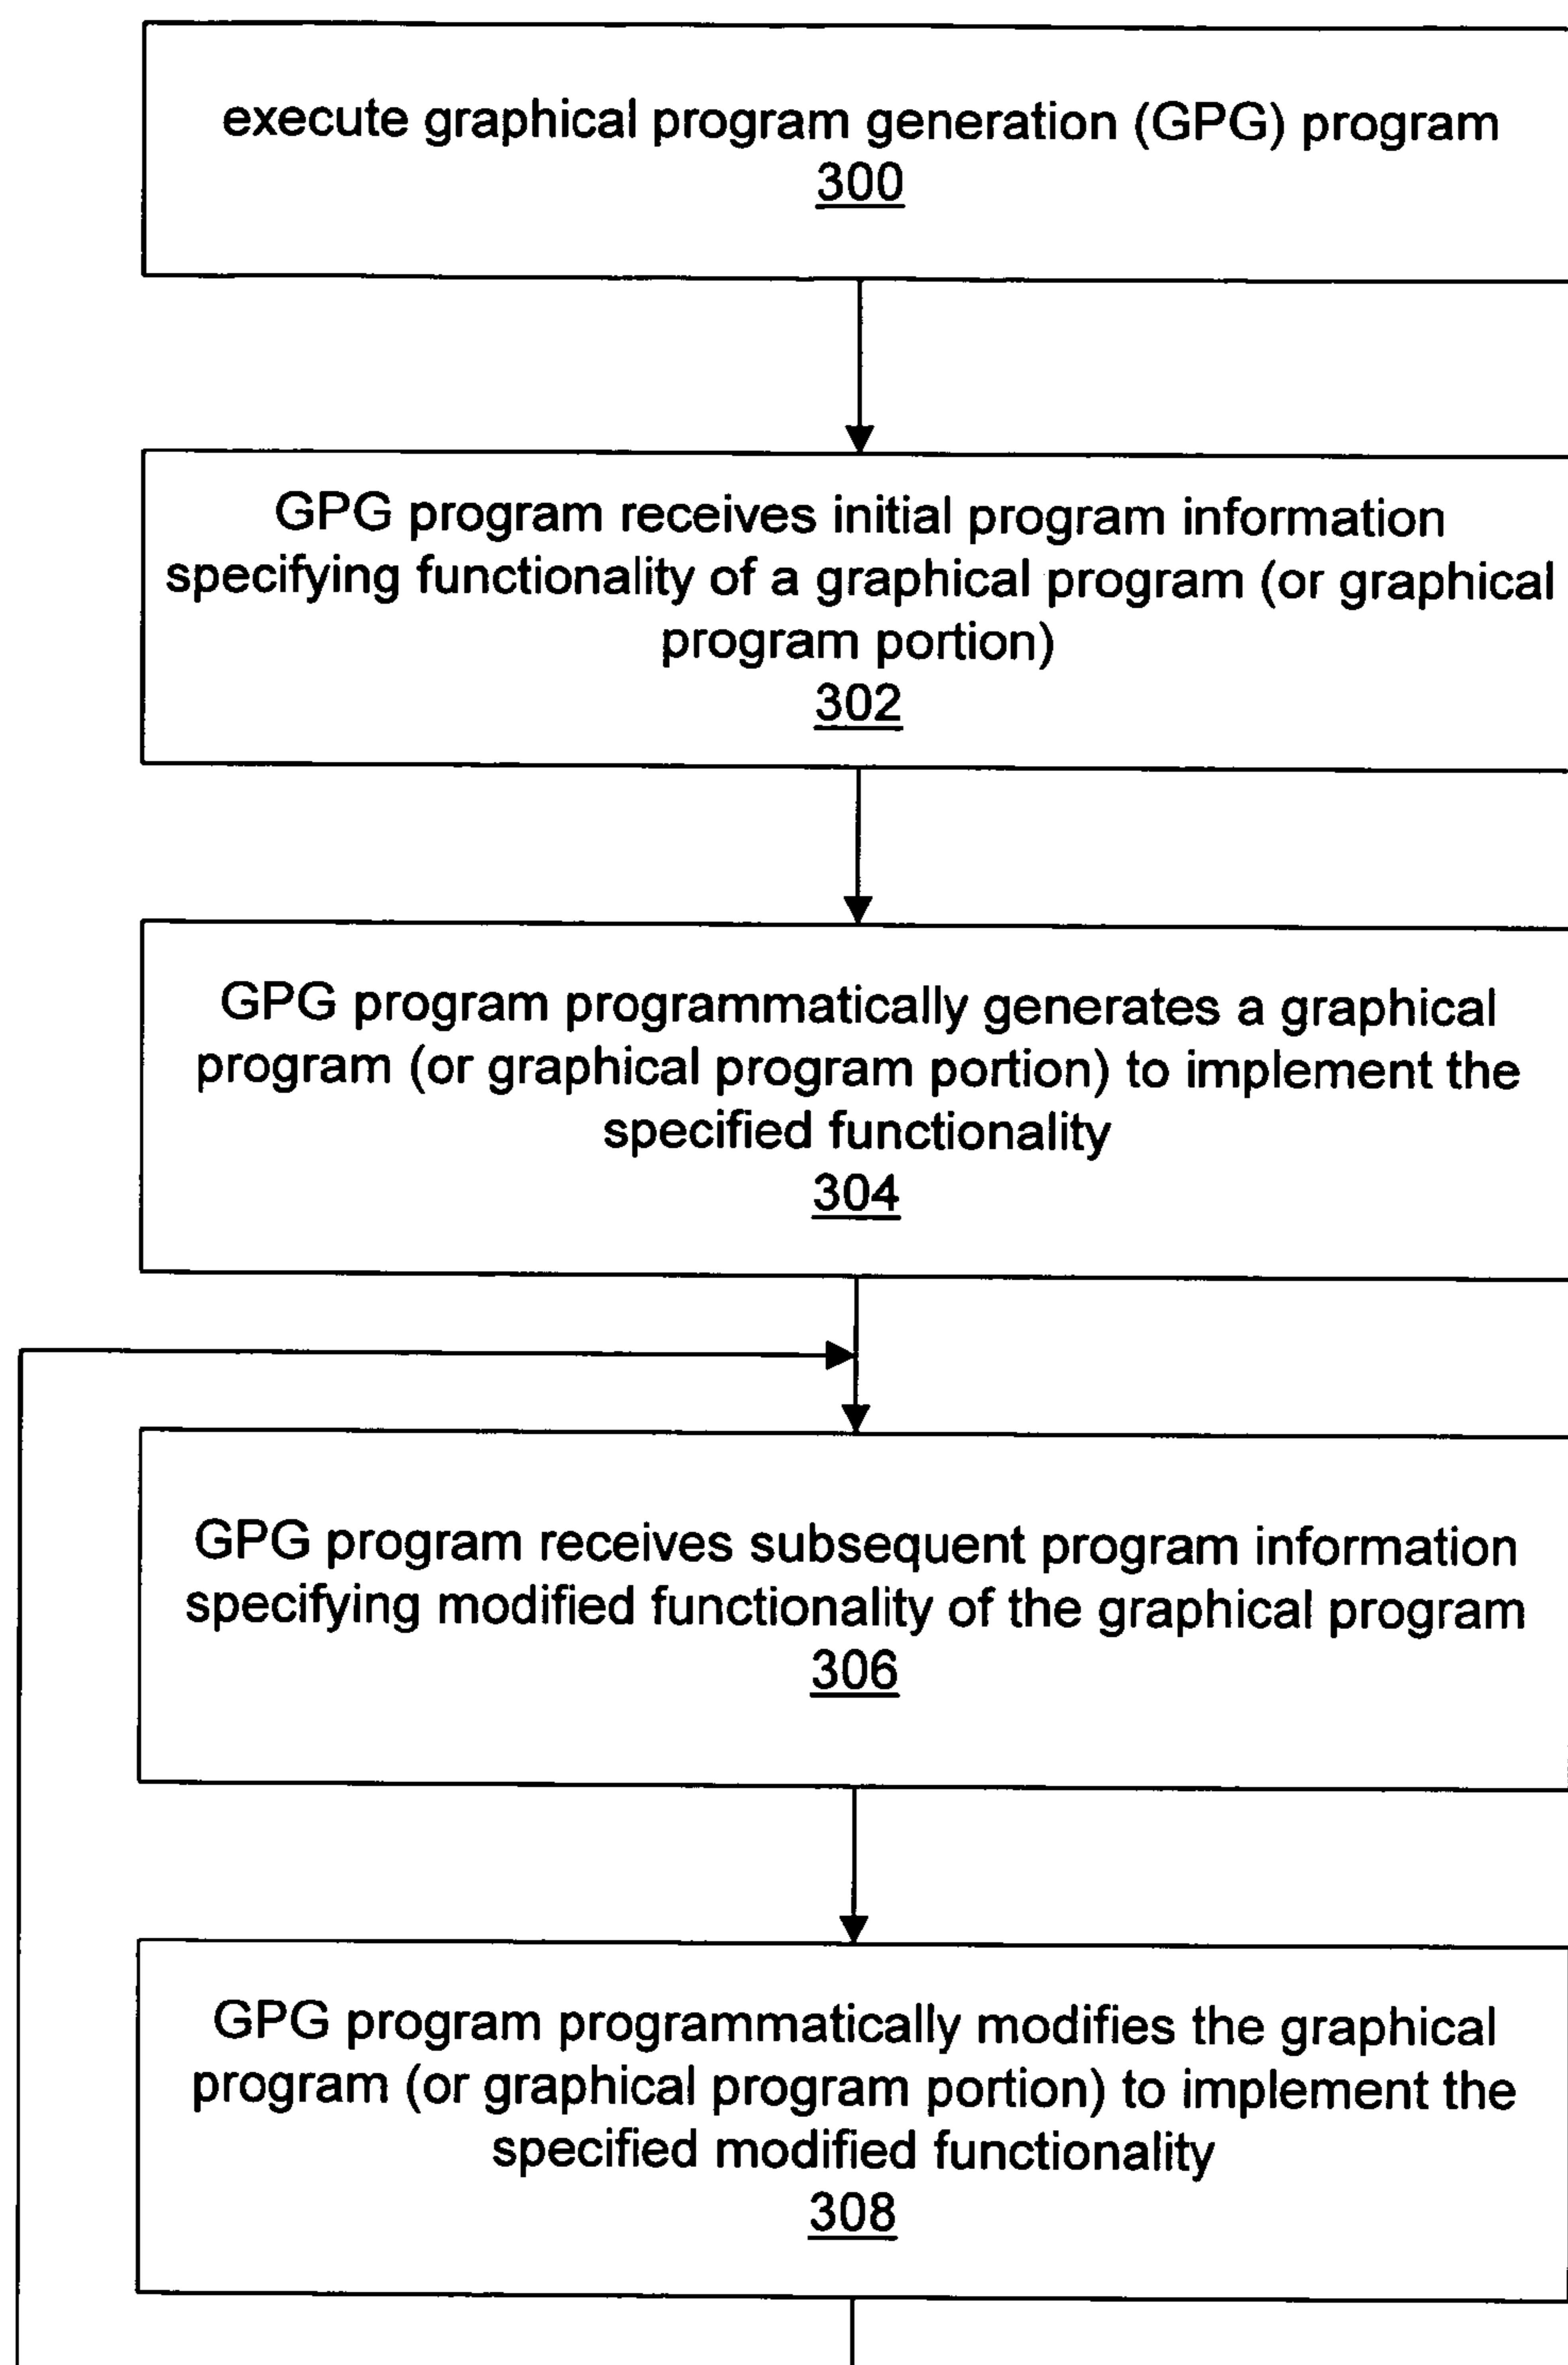 execute graphical program generation (GPG) program
300
GPG program receives initial program information
specifying functionality of a graphical program (or graphical
program portion)
302
GPG program programmatically generates a graphical
program (or graphical program portion) to implement the
specified functionality
304
GPG program receives subsequent program information
specifying modified functionality of the graphical program
306
GPG program programmatically modifies the graphical
program (or graphical program portion) to implement the
specified modified functionality
308